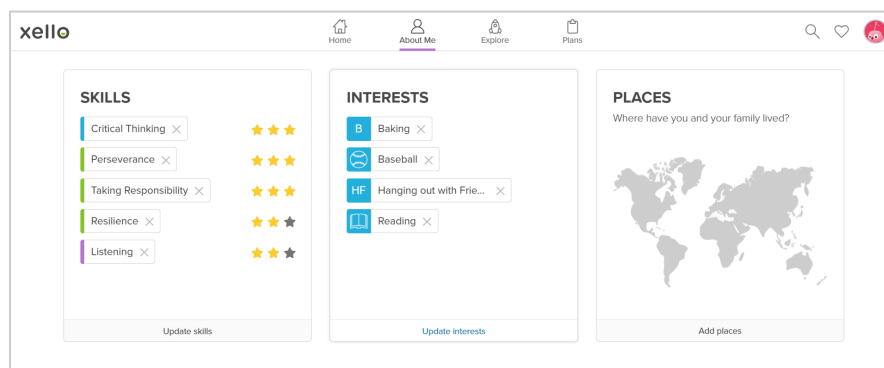 xello
Home
About Me
Explore
Plans
SKILLS
Critical Thinking
Perseverance
Taking Responsibility
Resilience
Listening
Update skills
INTERESTS
B Baking
Baseball
HF Hanging out with Frie...
Reading
Update interests
PLACES
Where have you and your family lived?
Add places